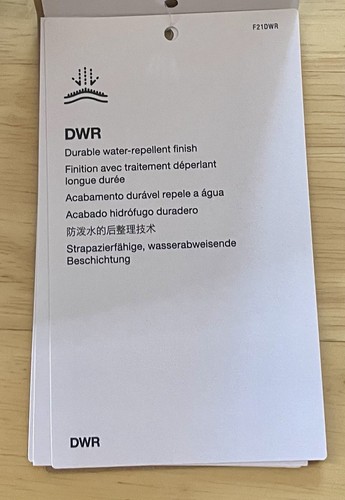 F21DWR
DWR
Durable water-repellent finish
Finition avec traitement déperlant
longue durée
Acabamento durável repele a água
Acabado hidrófugo duradero
防泼水的后整理技术
Strapazierfähige, wasserabweisende
Beschichtung
DWR